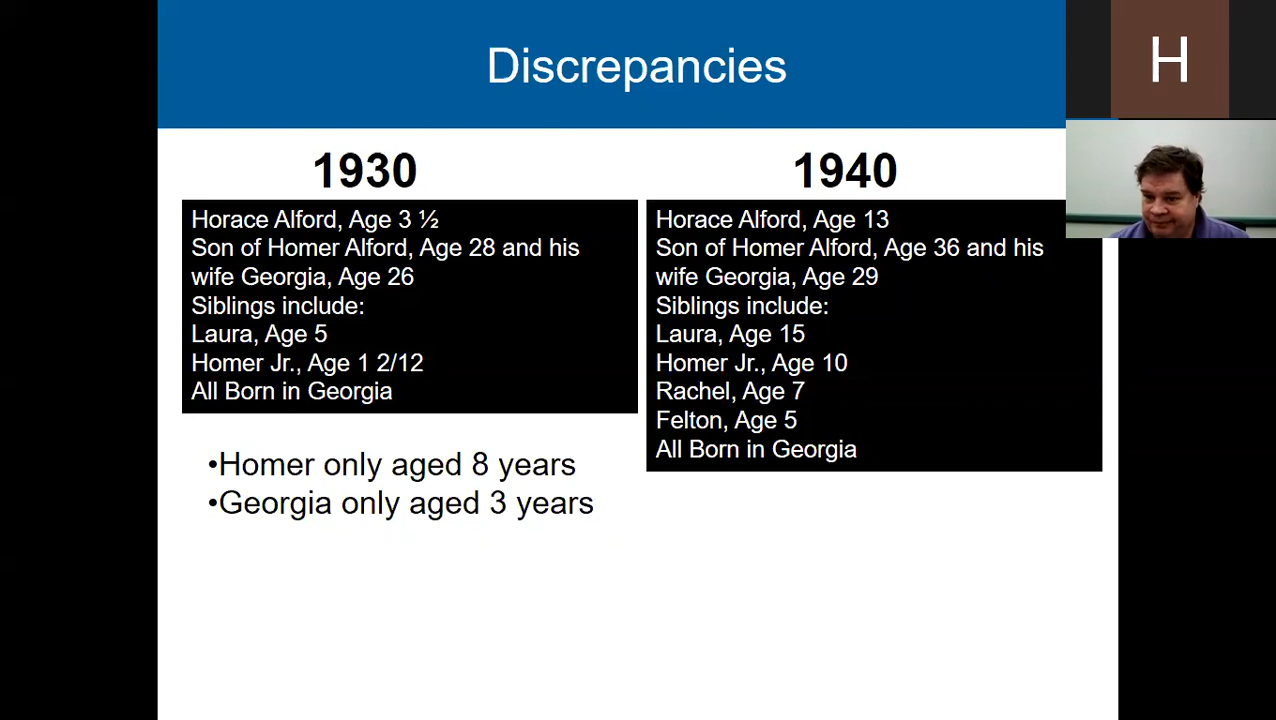 Discrepancies
H
1930
Horace Alford, Age 3 ½
Son of Homer Alford, Age 28 and his
wife Georgia, Age 26
Siblings include:
Laura, Age 5
Homer Jr., Age 1 2/12
All Born in Georgia
•Homer only aged 8 years
•Georgia only aged 3 years
1940
Horace Alford, Age 13
Son of Homer Alford, Age 36 and his
wife Georgia, Age 29
Siblings include:
Laura, Age 15
Homer Jr., Age 10
Rachel, Age 7
Felton, Age 5
All Born in Georgia